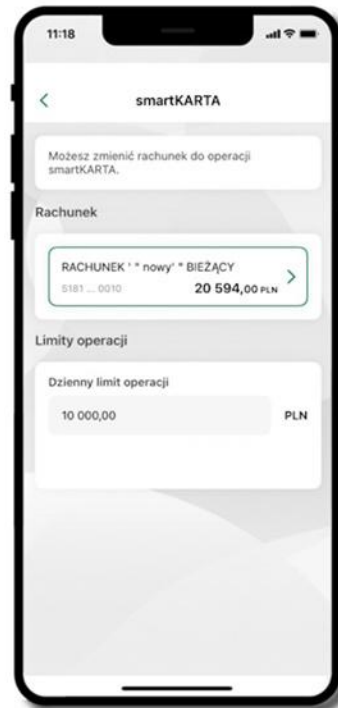 11:18
smartKARTA
Możesz zmienić rachunek do operacji
smartKARTA.
Rachunek
RACHUNEK ' " nowy' " BIEŻĄCY
5181 ... 0010 20 594,00 PLN
Limity operacji
Dzienny limit operacji
10 000,00 PLN